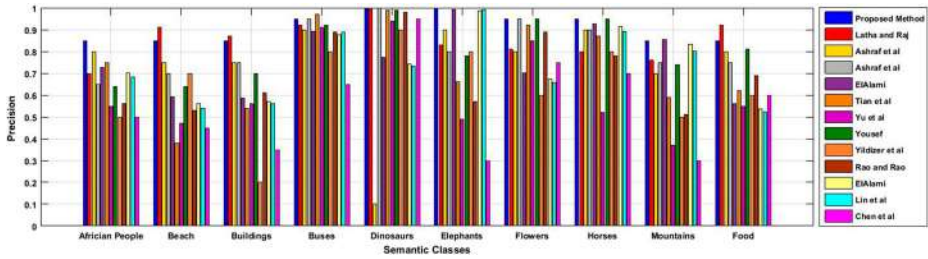 1
0.9
0.8
0.7
0.6
0.5
0.4
0.3
0.2
0.1
0
Precision
Africian People Beach Buildings Buses Dinosaurs Elephants Flowers Horses Mountains Food
Semantic Classes
Proposed Method
Latha and Raj
Ashraf et al
Ashraf et al
ElAlami
Tian et al
Yu et al
Yousef
Yildizer et al
Rao and Rao
ElAlami
Lin et al
Chen et al